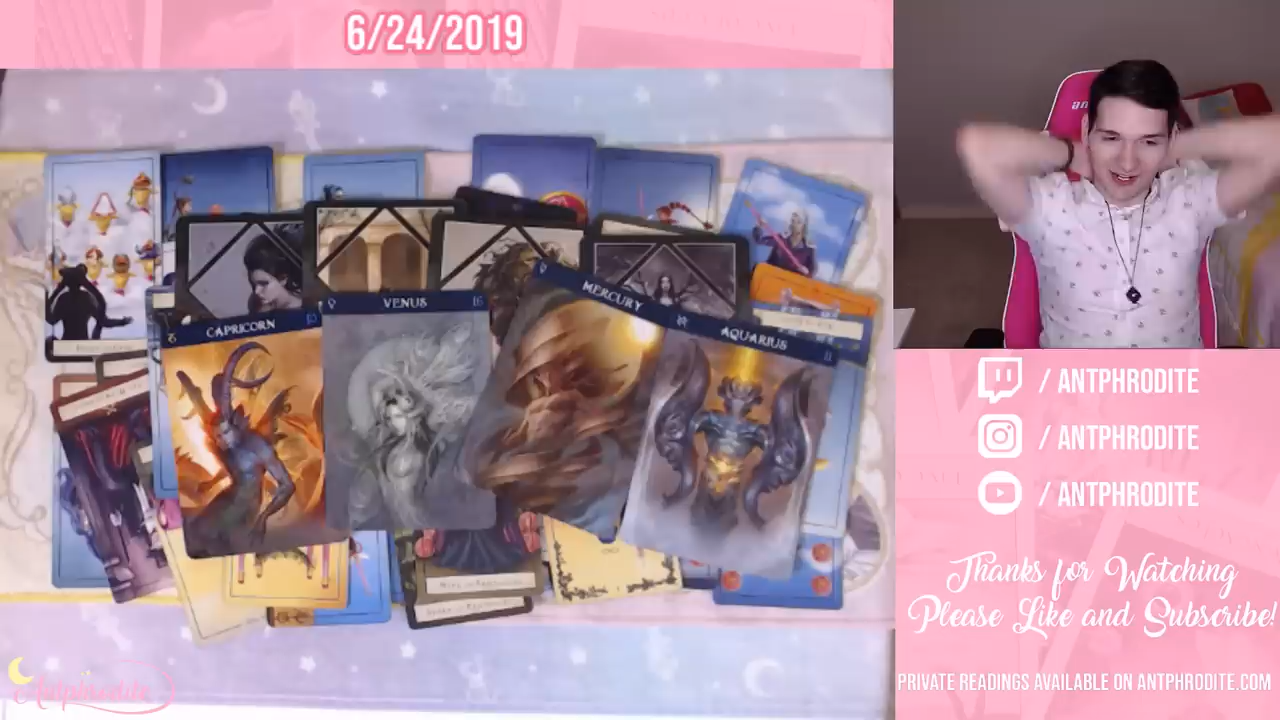 6/24/2019
CAPRICORN
VENUS
MERCURY
AQUARIUS
/ ANTPHRODITE
/ ANTPHRODITE
/ ANTPHRODITE
Thanks for Watching
Please Like and Subscribe!
PRIVATE READINGS AVAILABLE ON ANTPHRODITE.COM
Antphrodite